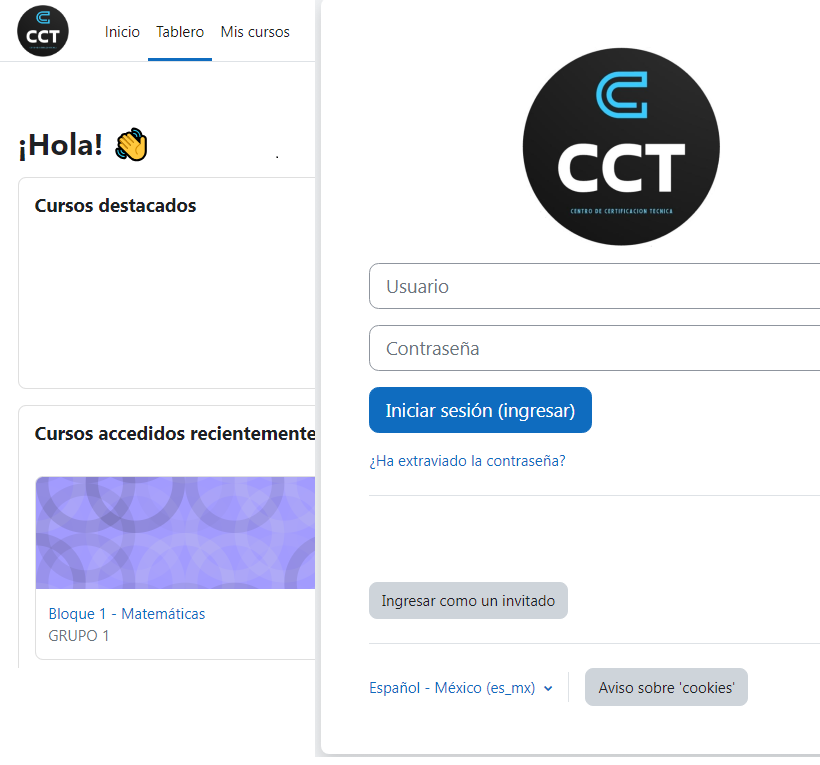 CCT
Inicio Tablero Mis cursos
¡Hola! 👋
Cursos destacados
Cursos accedidos recientemente
Bloque 1 - Matemáticas
GRUPO 1
CCT
CENTRO DE CERTIFICACION TECNICA
Usuario
Contraseña
Iniciar sesión (ingresar)
¿Ha extraviado la contraseña?
Ingresar como un invitado
Español - México (es_mx)
Aviso sobre 'cookies'